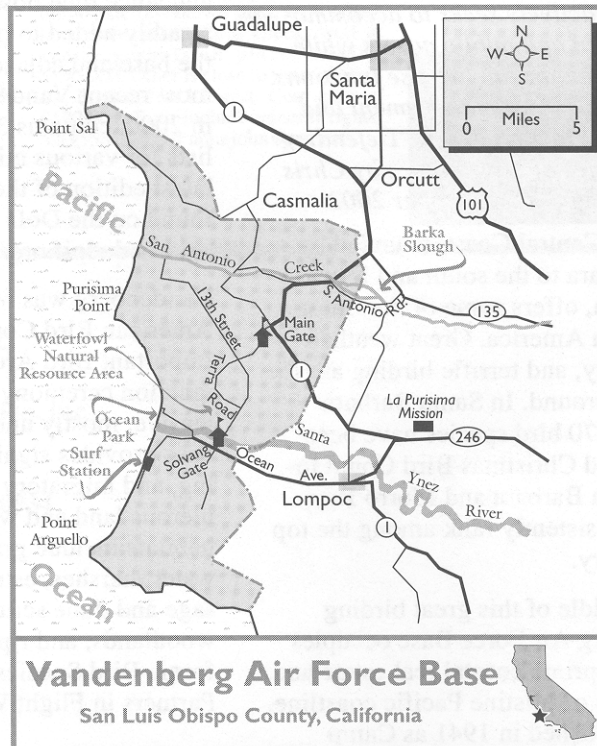 Guadalupe
Santa
Maria
N
W
E
S
0 Miles 5
1
Point Sal
Orcutt
101
Pacific
Casmalia
Barka
Slough
San Antonio Creek
S. Antonio Rd.
135
Purisima
Point
13th Street
Main
Gate
Waterfowl
Natural
Resource Area
Terra
Road
1
La Purisima
Mission
Ocean
Park
246
Surf
Station
Solvang
Gate
Ocean Ave.
Santa
Ynez
River
Lompoc
1
Point
Arguello
Ocean
Vandenberg Air Force Base
San Luis Obispo County, California